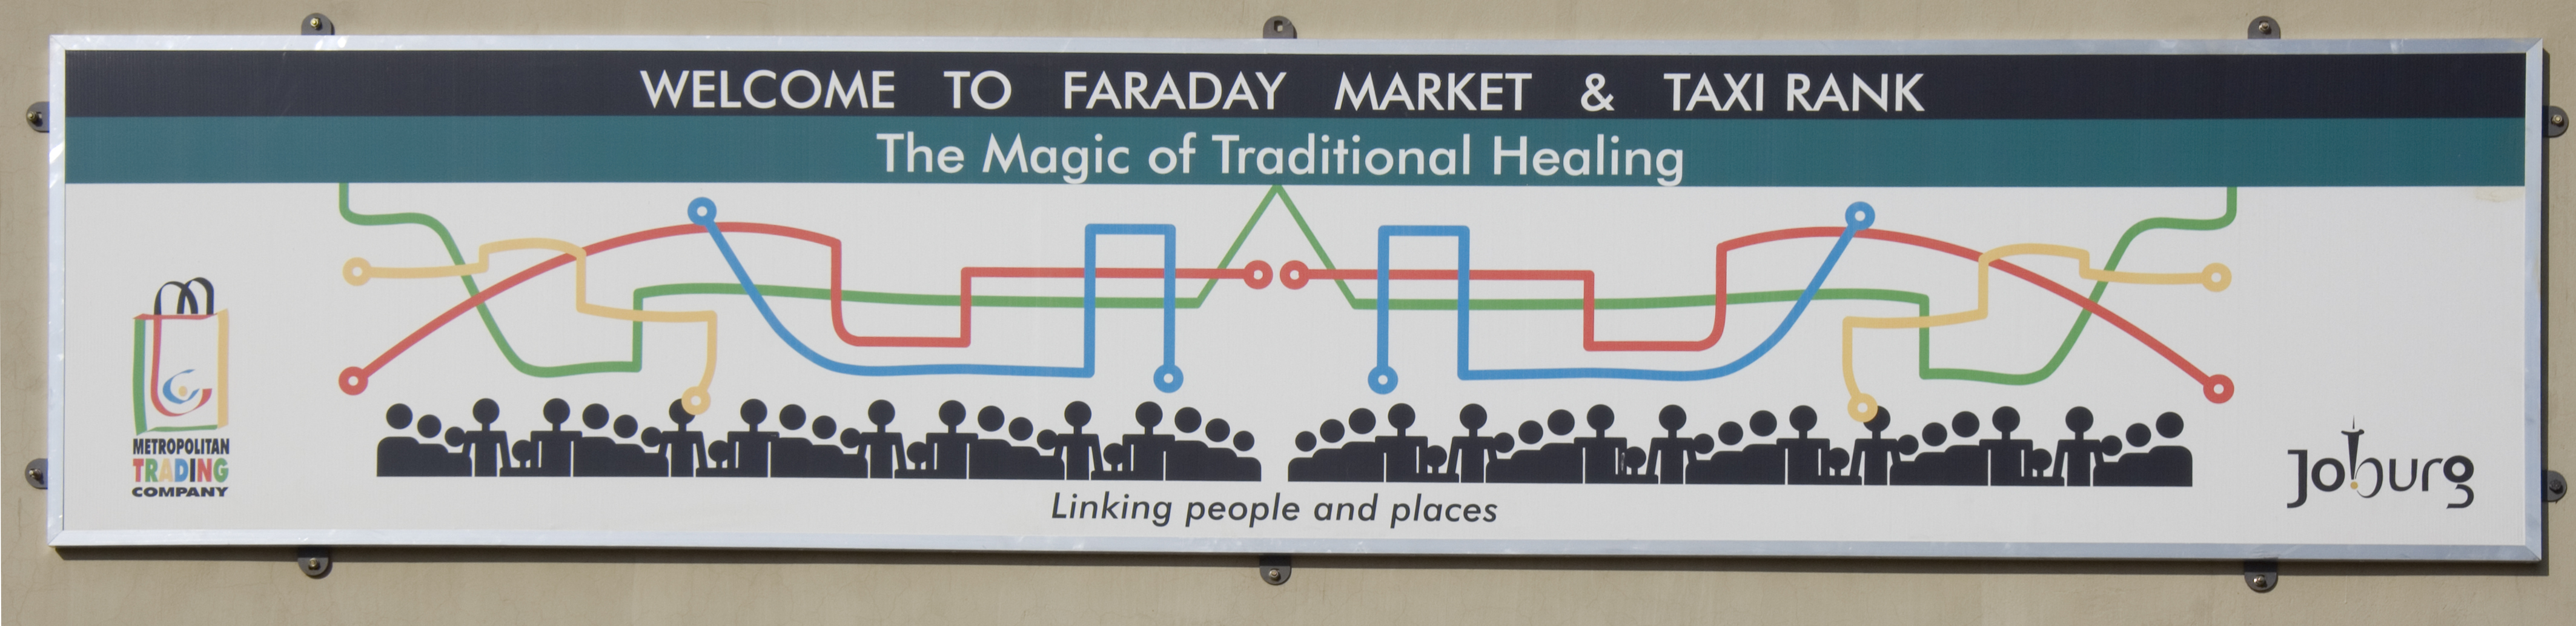 WELCOME TO FARADAY MARKET & TAXI RANK
The Magic of Traditional Healing
METROPOLITAN
TRADING
COMPANY
Joburg
Linking people and places